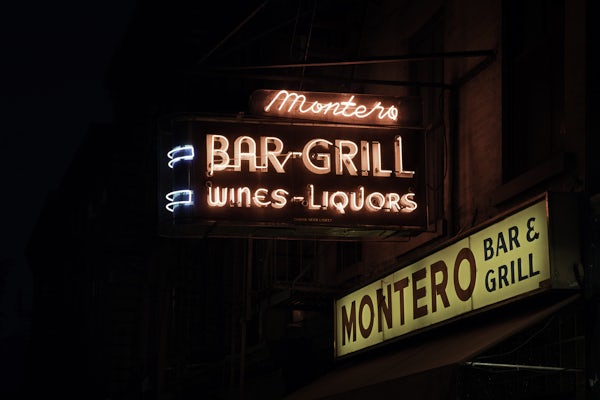 Montero
BAR-GRILL
WINES-LIQUORS
MONTERO
BAR &
GRILL